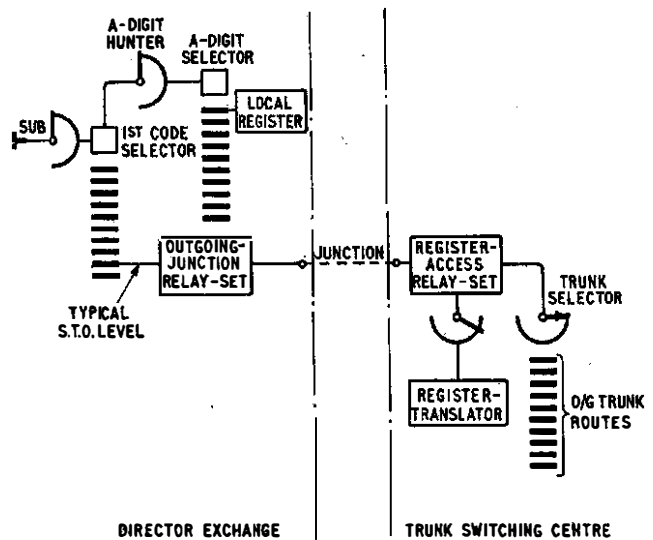 A-DIGIT
HUNTER
A-DIGIT
SELECTOR
LOCAL
REGISTER
SUB
1ST CODE
SELECTOR
OUTGOING-
JUNCTION
RELAY-SET
JUNCTION
REGISTER-
ACCESS
RELAY-SET
TRUNK
SELECTOR
TYPICAL
S.T.O. LEVEL
REGISTER-
TRANSLATOR
O/G TRUNK
ROUTES
DIRECTOR EXCHANGE
TRUNK SWITCHING CENTRE